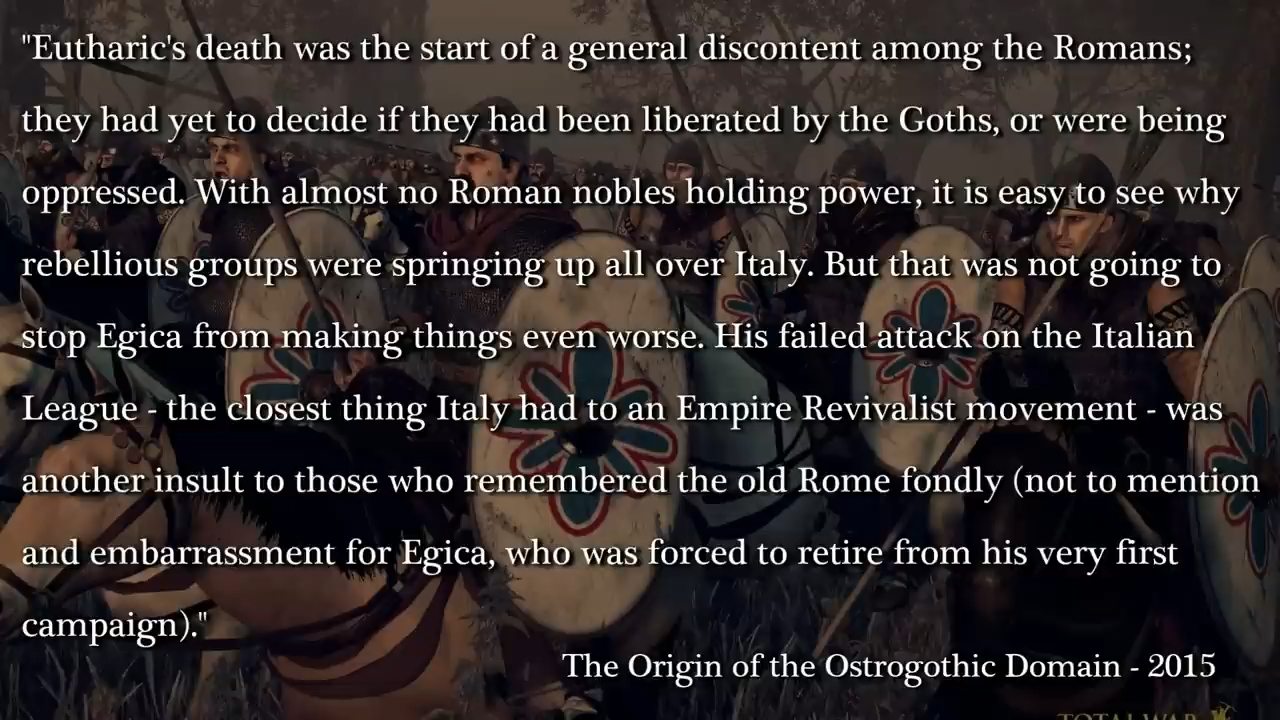 "Eutharic's death was the start of a general discontent among the Romans;
they had yet to decide if they had been liberated by the Goths, or were being
oppressed. With almost no Roman nobles holding power, it is easy to see why
rebellious groups were springing up all over Italy. But that was not going to
stop Egica from making things even worse. His failed attack on the Italian
League - the closest thing Italy had to an Empire Revivalist movement - was
another insult to those who remembered the old Rome fondly (not to mention
and embarrassment for Egica, who was forced to retire from his very first
campaign)."
The Origin of the Ostrogothic Domain - 2015
TOTAL WAR